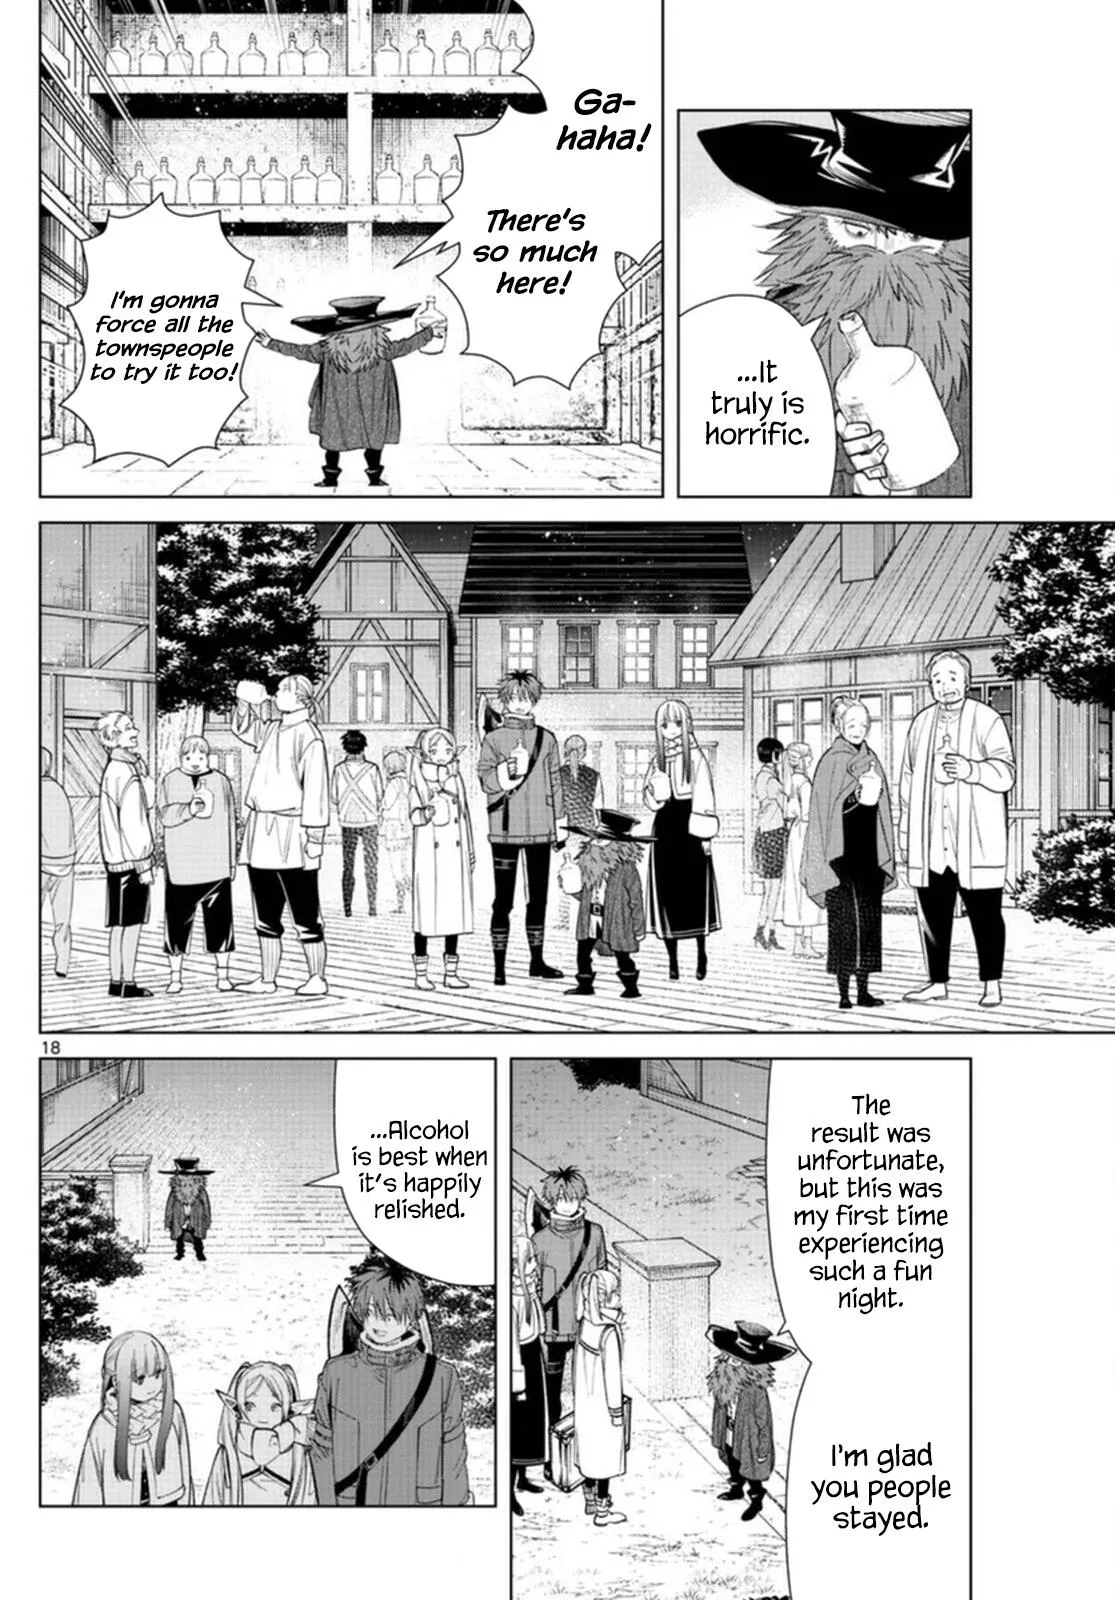 ...It
truly is
horrific.
Ga-
haha!
There's
so much
here!
I'm gonna
force all the
townspeople
to try it too!
18
The
result was
unfortunate,
but this was
my first time
experiencing
such a fun
night.
I'm glad
you people
stayed.
...Alcohol
is best when
it's happily
relished.